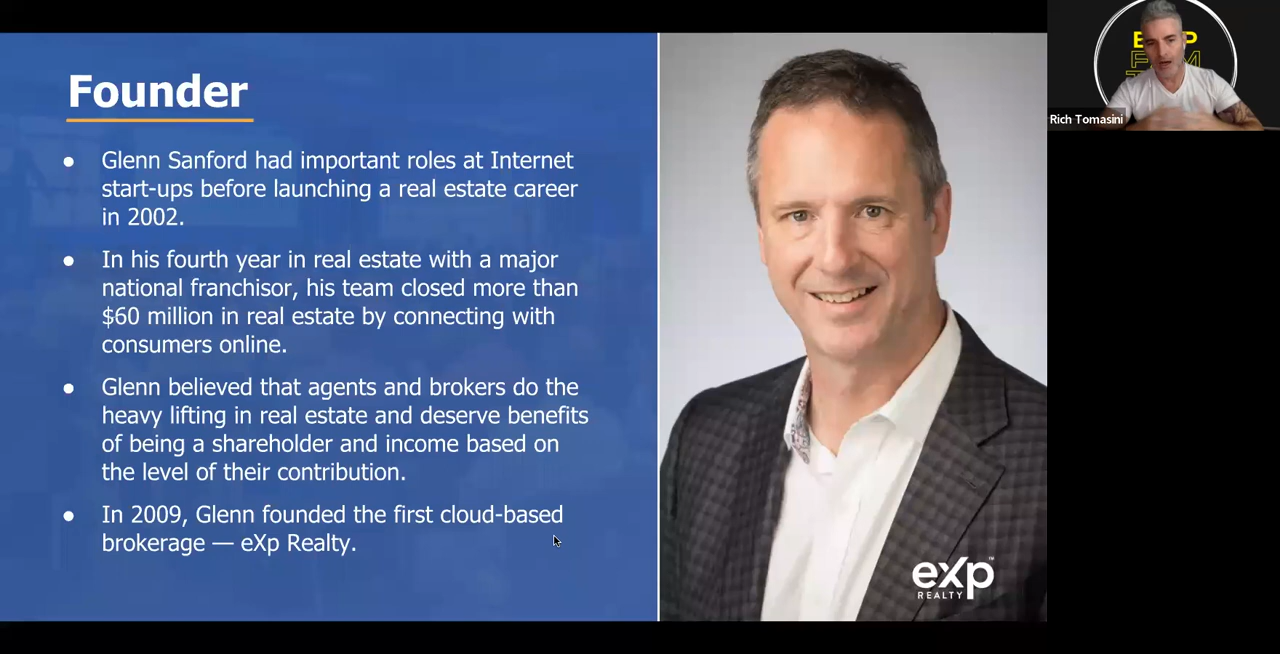 Founder
● Glenn Sanford had important roles at Internet
start-ups before launching a real estate career
in 2002.
● In his fourth year in real estate with a major
national franchisor, his team closed more than
$60 million in real estate by connecting with
consumers online.
● Glenn believed that agents and brokers do the
heavy lifting in real estate and deserve benefits
of being a shareholder and income based on
the level of their contribution.
● In 2009, Glenn founded the first cloud-based
brokerage — eXp Realty.
eXp™
REALTY
Rich Tomasini